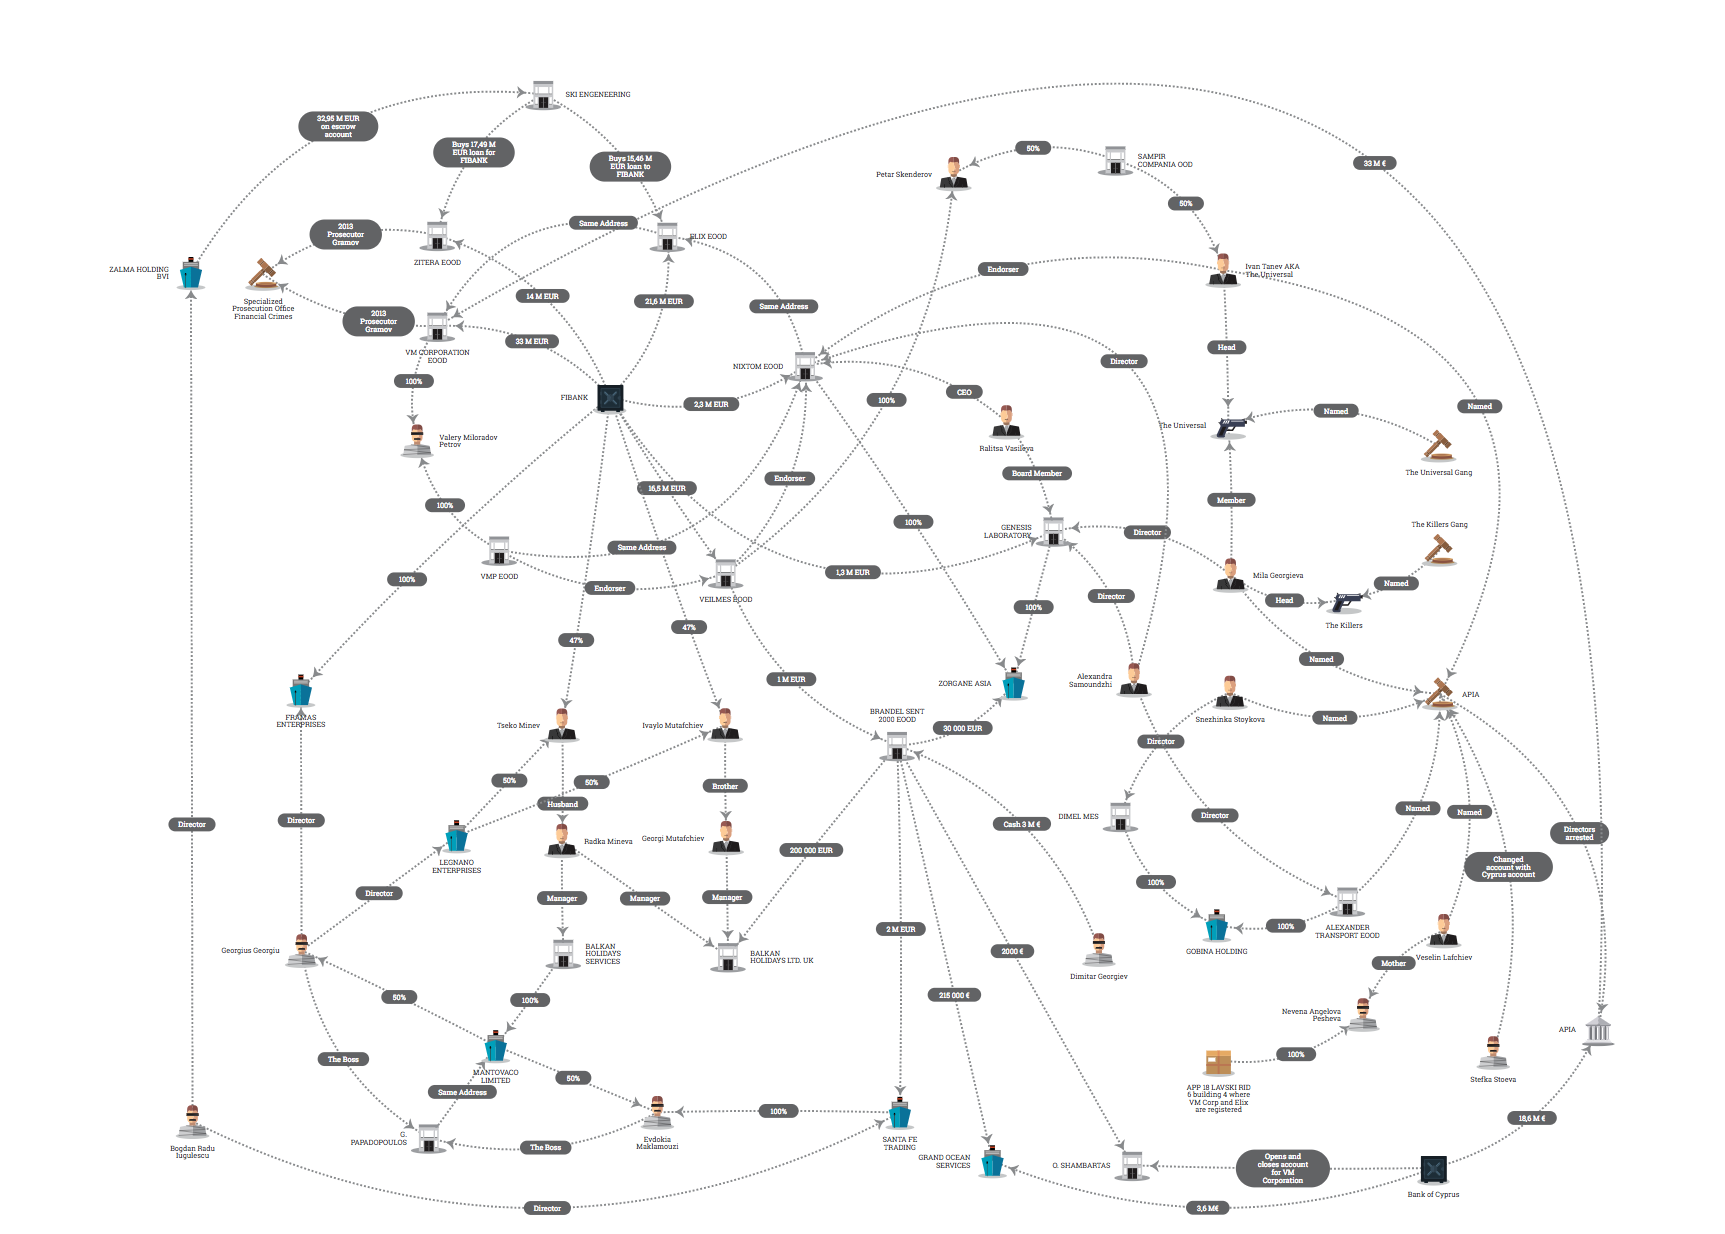 SKI ENGENEERING
32,95 M EUR
on escrow
account
Buys 17,49 M
EUR loan for
FIBANK
Buys 15,46 M
EUR loan to
FIBANK
50%
SAMPIR
COMPANIA OOD
33 M €
Petar Skenderov
50%
2013
Prosecutor
Gramov
Same Address
ELIX EOOD
ZITERA EOOD
ZALMA HOLDING
BVI
Endorser
Ivan Tanev AKA
The Universal
Specialized
Prosecution Office
Financial Crimes
14 M EUR
21,6 M EUR
Same Address
2013
Prosecutor
Gramov
33 M EUR
VM CORPORATION
EOOD
Head
Director
NIXTOM EOOD
100%
FIBANK
2,3 M EUR
100%
CEO
Named
Named
Valery Miloradov
Petrov
Ralitsa Vasileva
The Universal
The Universal Gang
Board Member
Endorser
16,5 M EUR
100%
Member
100%
GENESIS
LABORATORY
Director
The Killers Gang
Same Address
VMP EOOD
1,3 M EUR
Mila Georgieva
100%
Endorser
VEILMES EOOD
Director
Named
Head
100%
The Killers
47%
47%
Named
1 M EUR
ZORGANE ASIA
Alexandra
Samoundzhi
APIA
FRAMAS
ENTERPRISES
Tseko Minev
Ivaylo Mutafchiev
BRANDEL SENT
2000 EOOD
30 000 EUR
Snezhinka Stoykova
Named
Director
50%
50%
Brother
Husband
Director
Director
Cash 3 M €
DIMEL MES
Director
Named
Named
Directors
arrested
LEGNANO
ENTERPRISES
Radka Mineva
Georgi Mutafchiev
200 000 EUR
Changed
account with
Cyprus account
Director
Manager
Manager
Manager
100%
100%
ALEXANDER
TRANSPORT EOOD
2 M EUR
Georgius Georgiu
BALKAN
HOLIDAYS
SERVICES
BALKAN
HOLIDAYS LTD. UK
2000 €
Dimitar Georgiev
GOBINA HOLDING
Mother
Veselin Lafchiev
50%
100%
215 000 €
Nevena Angelova
Pesheva
APIA
The Boss
MANTOVACO
LIMITED
50%
100%
Stefka Stoeva
Same Address
APP 18 LAVSKI RID
6 building 4 where
VM Corp and Elix
are registered
100%
18,6 M EUR
Bogdan Radu
Iugulescu
G.
PAPADOPOULOS
The Boss
Evdokia
Maklamouzi
SANTA FE
TRADING
GRAND OCEAN
SERVICES
O. SHAMBARTAS
Opens and
closes account
for VM
Corporation
Bank of Cyprus
Director
3,6 M€